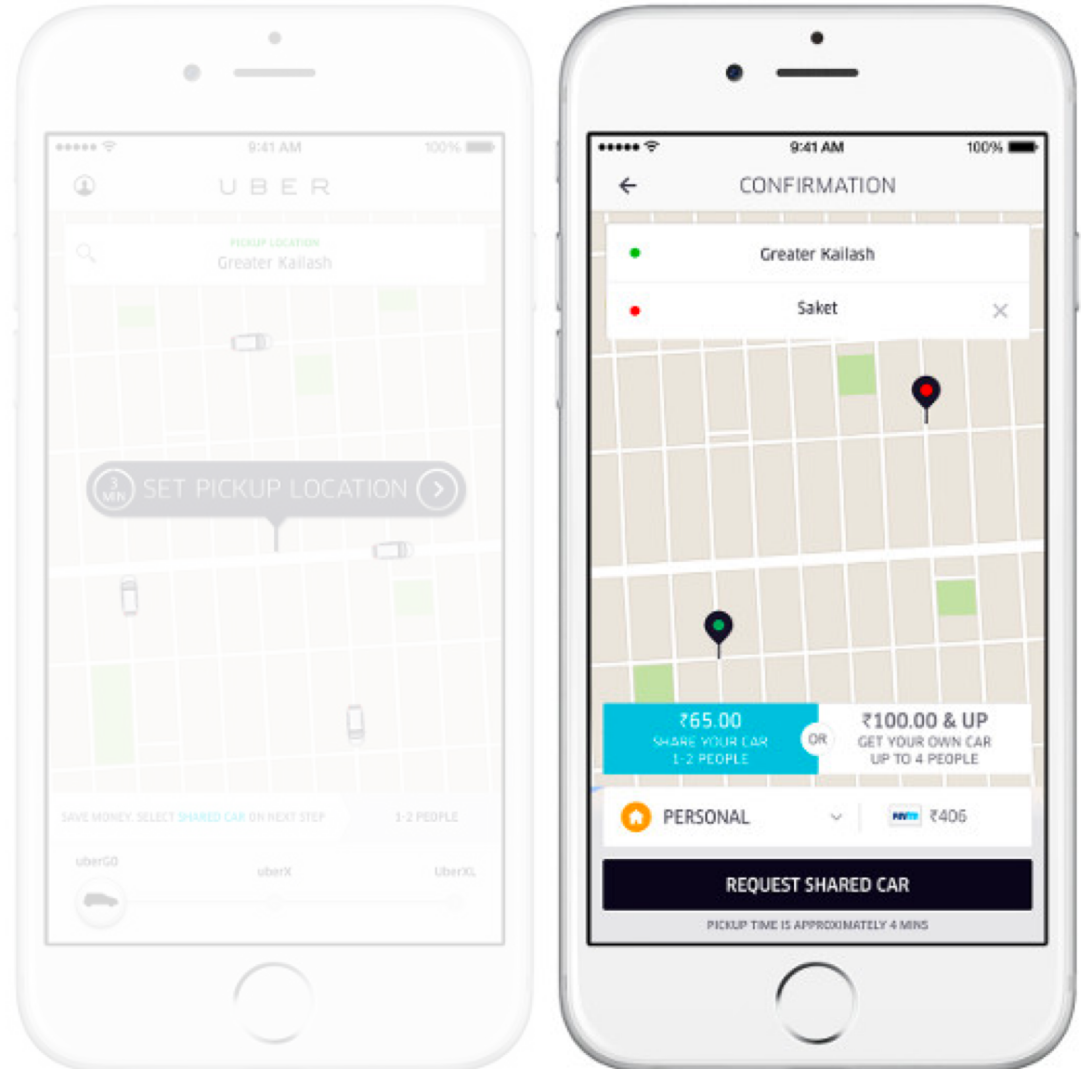 9:41 AM 100%
UBER
PICKUP LOCATION
Greater Kailash
3 MIN SET PICKUP LOCATION
SAVE MONEY. SELECT SHARED CAR ON NEXT STEP 1-2 PEOPLE
uberGO uberX UberXL
9:41 AM 100%
CONFIRMATION
Greater Kailash
Saket
₹65.00
SHARE YOUR CAR
1-2 PEOPLE
OR
₹100.00 & UP
GET YOUR OWN CAR
UP TO 4 PEOPLE
PERSONAL Paytm ₹406
REQUEST SHARED CAR
PICKUP TIME IS APPROXIMATELY 4 MINS